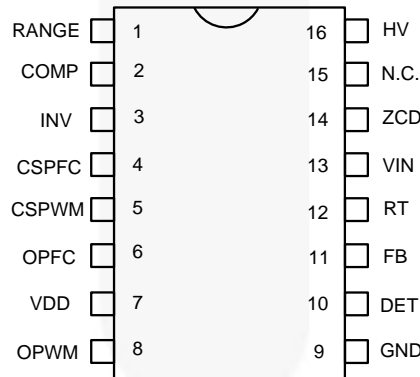 RANGE 1 16 HV
COMP 2 15 N.C.
INV 3 14 ZCD
CSPFC 4 13 VIN
CSPWM 5 12 RT
OPFC 6 11 FB
VDD 7 10 DET
OPWM 8 9 GND